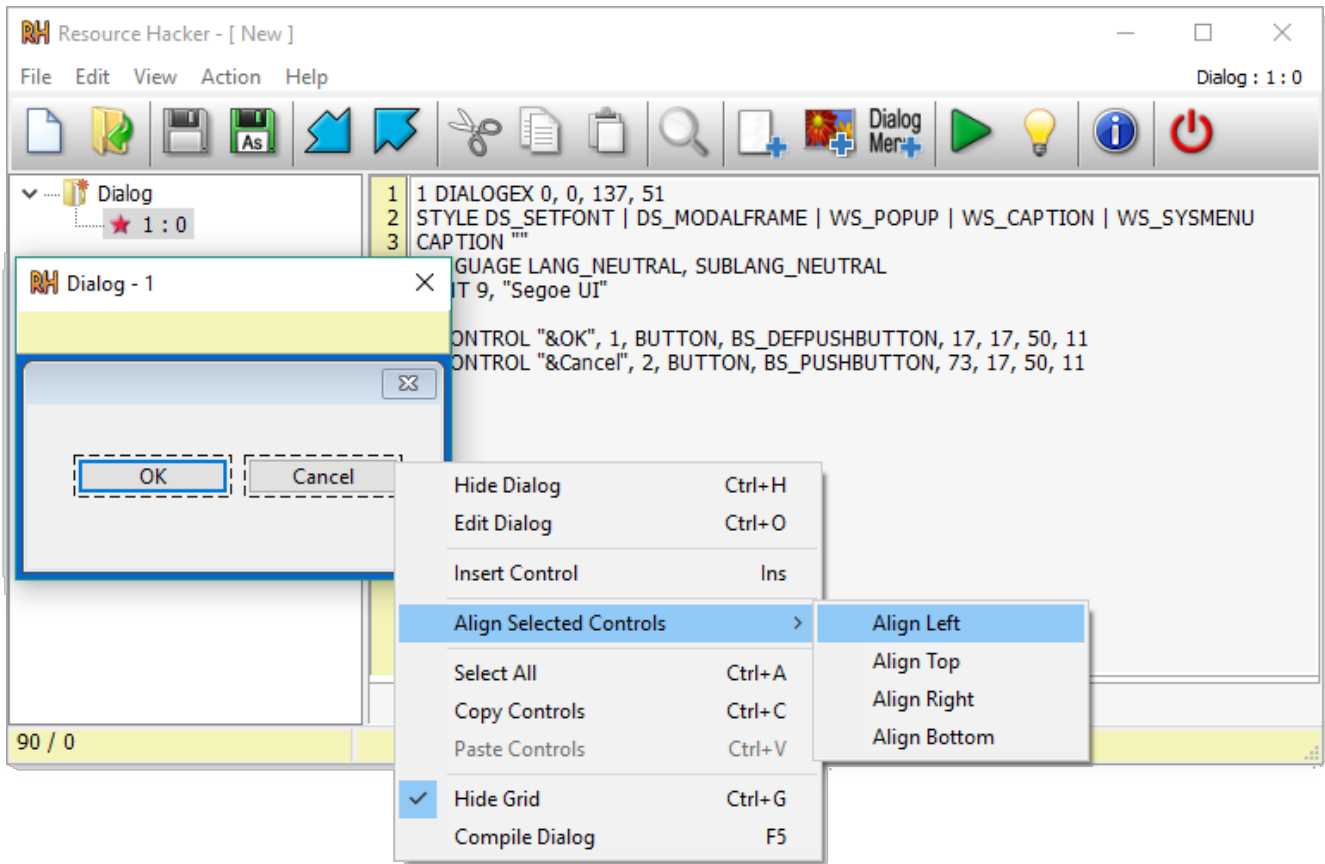 RH Resource Hacker - [ New ]
File Edit View Action Help Dialog : 1 : 0
As Dialog
Dialog
1 : 0
1 1 DIALOGEX 0, 0, 137, 51
2 STYLE DS_SETFONT | DS_MODALFRAME | WS_POPUP | WS_CAPTION | WS_SYSMENU
3 CAPTION ""
GUAGE LANG_NEUTRAL, SUBLANG_NEUTRAL
T 9, "Segoe UI"
ONTROL "&OK", 1, BUTTON, BS_DEFPUSHBUTTON, 17, 17, 50, 11
ONTROL "&Cancel", 2, BUTTON, BS_PUSHBUTTON, 73, 17, 50, 11
RH Dialog - 1
OK Cancel
Hide Dialog Ctrl+H
Edit Dialog Ctrl+O
Insert Control Ins
Align Selected Controls >
Select All Ctrl+A
Copy Controls Ctrl+C
Paste Controls Ctrl+V
Hide Grid Ctrl+G
Compile Dialog F5
Align Left
Align Top
Align Right
Align Bottom
90 / 0